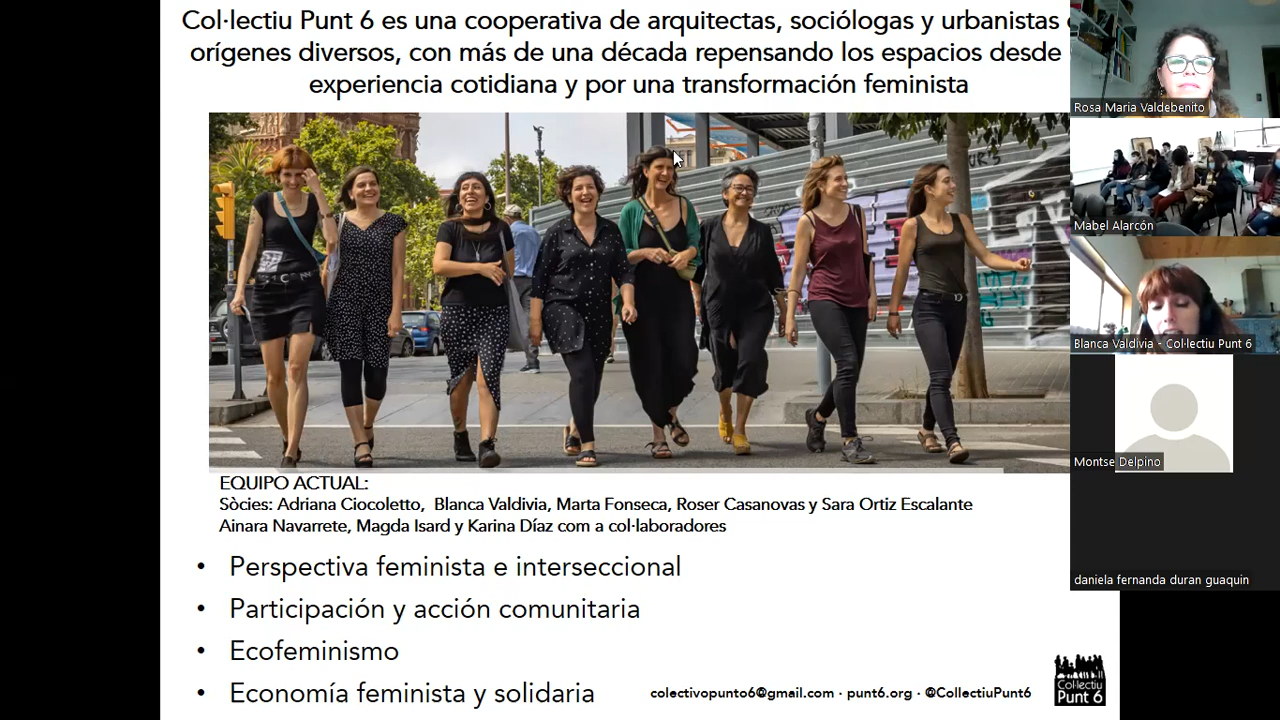 Col·lectiu Punt 6 es una cooperativa de arquitectas, sociólogas y urbanistas
orígenes diversos, con más de una década repensando los espacios desde
experiencia cotidiana y por una transformación feminista
EQUIPO ACTUAL:
Sòcies: Adriana Ciocoletto,  Blanca Valdivia, Marta Fonseca, Roser Casanovas y Sara Ortiz Escalante
Ainara Navarrete, Magda Isard y Karina Díaz com a col·laboradores
• Perspectiva feminista e interseccional
• Participación y acción comunitaria
• Ecofeminismo
• Economía feminista y solidaria
colectivopunto6@gmail.com · punt6.org · @CollectiuPunt6
Col·lectiu
Punt 6
Rosa Maria Valdebenito
Mabel Alarcón
Blanca Valdivia - Col·lectiu Punt 6
Montse Delpino
daniela fernanda duran guaquin